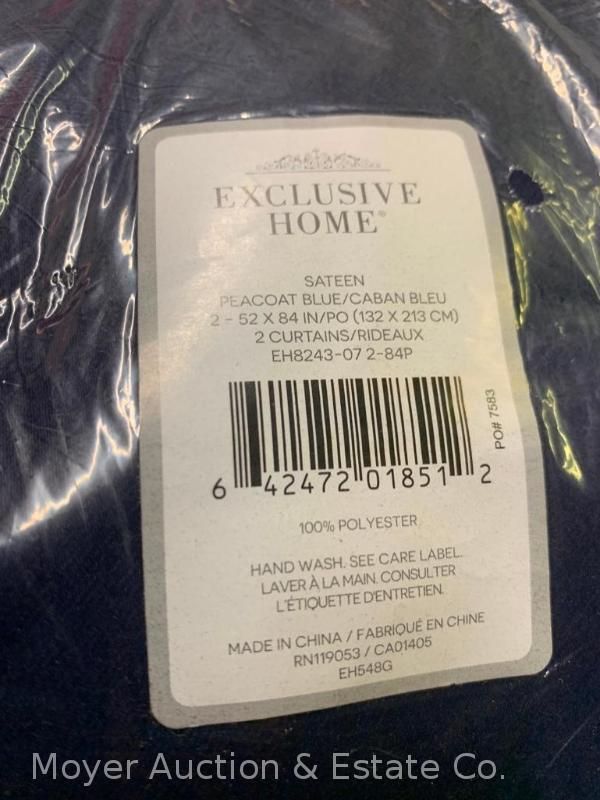 EXCLUSIVE
HOME®
SATEEN
PEACOAT BLUE/CABAN BLEU
2 - 52 X 84 IN/PO (132 X 213 CM)
2 CURTAINS/RIDEAUX
EH8243-07 2-84P
PO# 7583
6 42472 01851 2
100% POLYESTER
HAND WASH. SEE CARE LABEL.
LAVER À LA MAIN. CONSULTER
L'ÉTIQUETTE D'ENTRETIEN.
MADE IN CHINA / FABRIQUÉ EN CHINE
RN119053 / CA01405
EH548G
Moyer Auction & Estate Co.